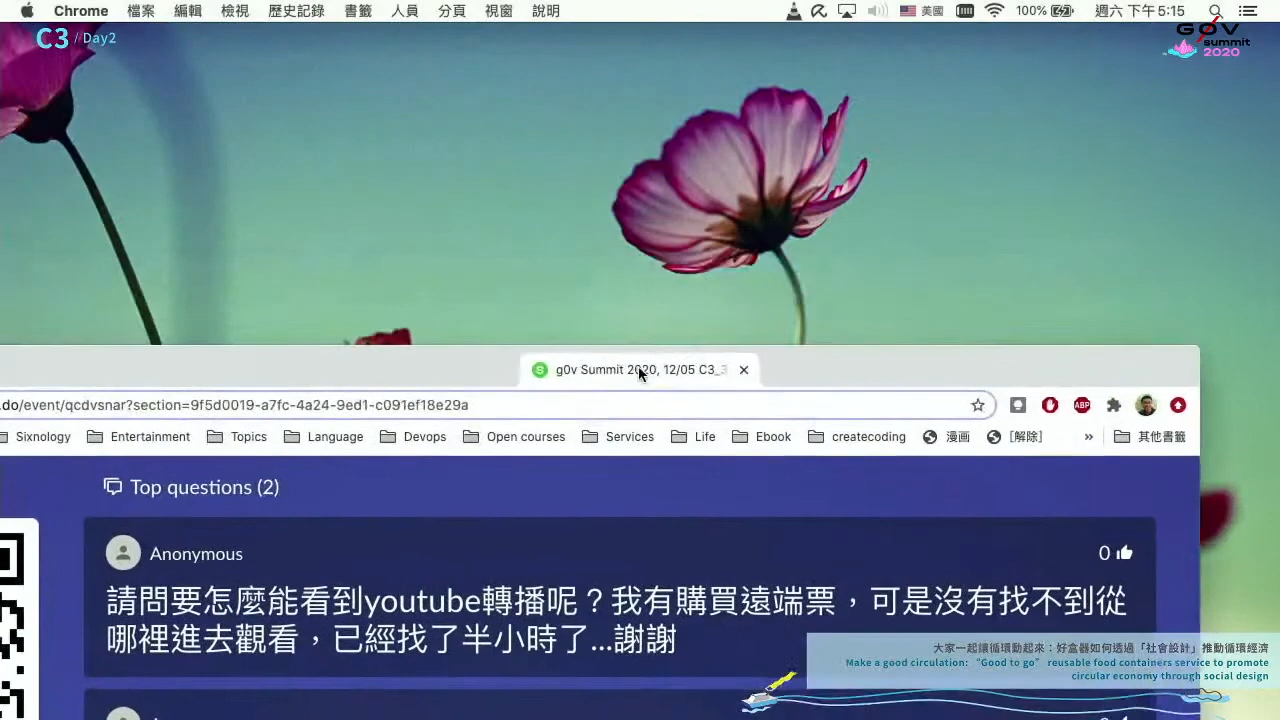 Chrome 檔案 編輯 檢視 歷史記錄 書籤 人員 分頁 視窗 說明 美國 100% 週六 下午5:15
C3 / Day2
G0V
summit
2020
g0v Summit 2020, 12/05 C3_3
.do/event/qcdvsnar?section=9f5d0019-a7fc-4a24-9ed1-c091ef18e29a
ABP
Sixnology Entertainment Topics Language Devops Open courses Services Life Ebook createcoding 漫画 [解除] » 其他書籤
Top questions (2)
Anonymous 0
請問要怎麼能看到youtube轉播呢？我有購買遠端票，可是沒有找不到從
哪裡進去觀看，已經找了半小時了...謝謝
大家一起讓循環動起來：好盒器如何透過「社會設計」推動循環經濟
Make a good circulation: “Good to go” reusable food containers service to promote
circular economy through social design